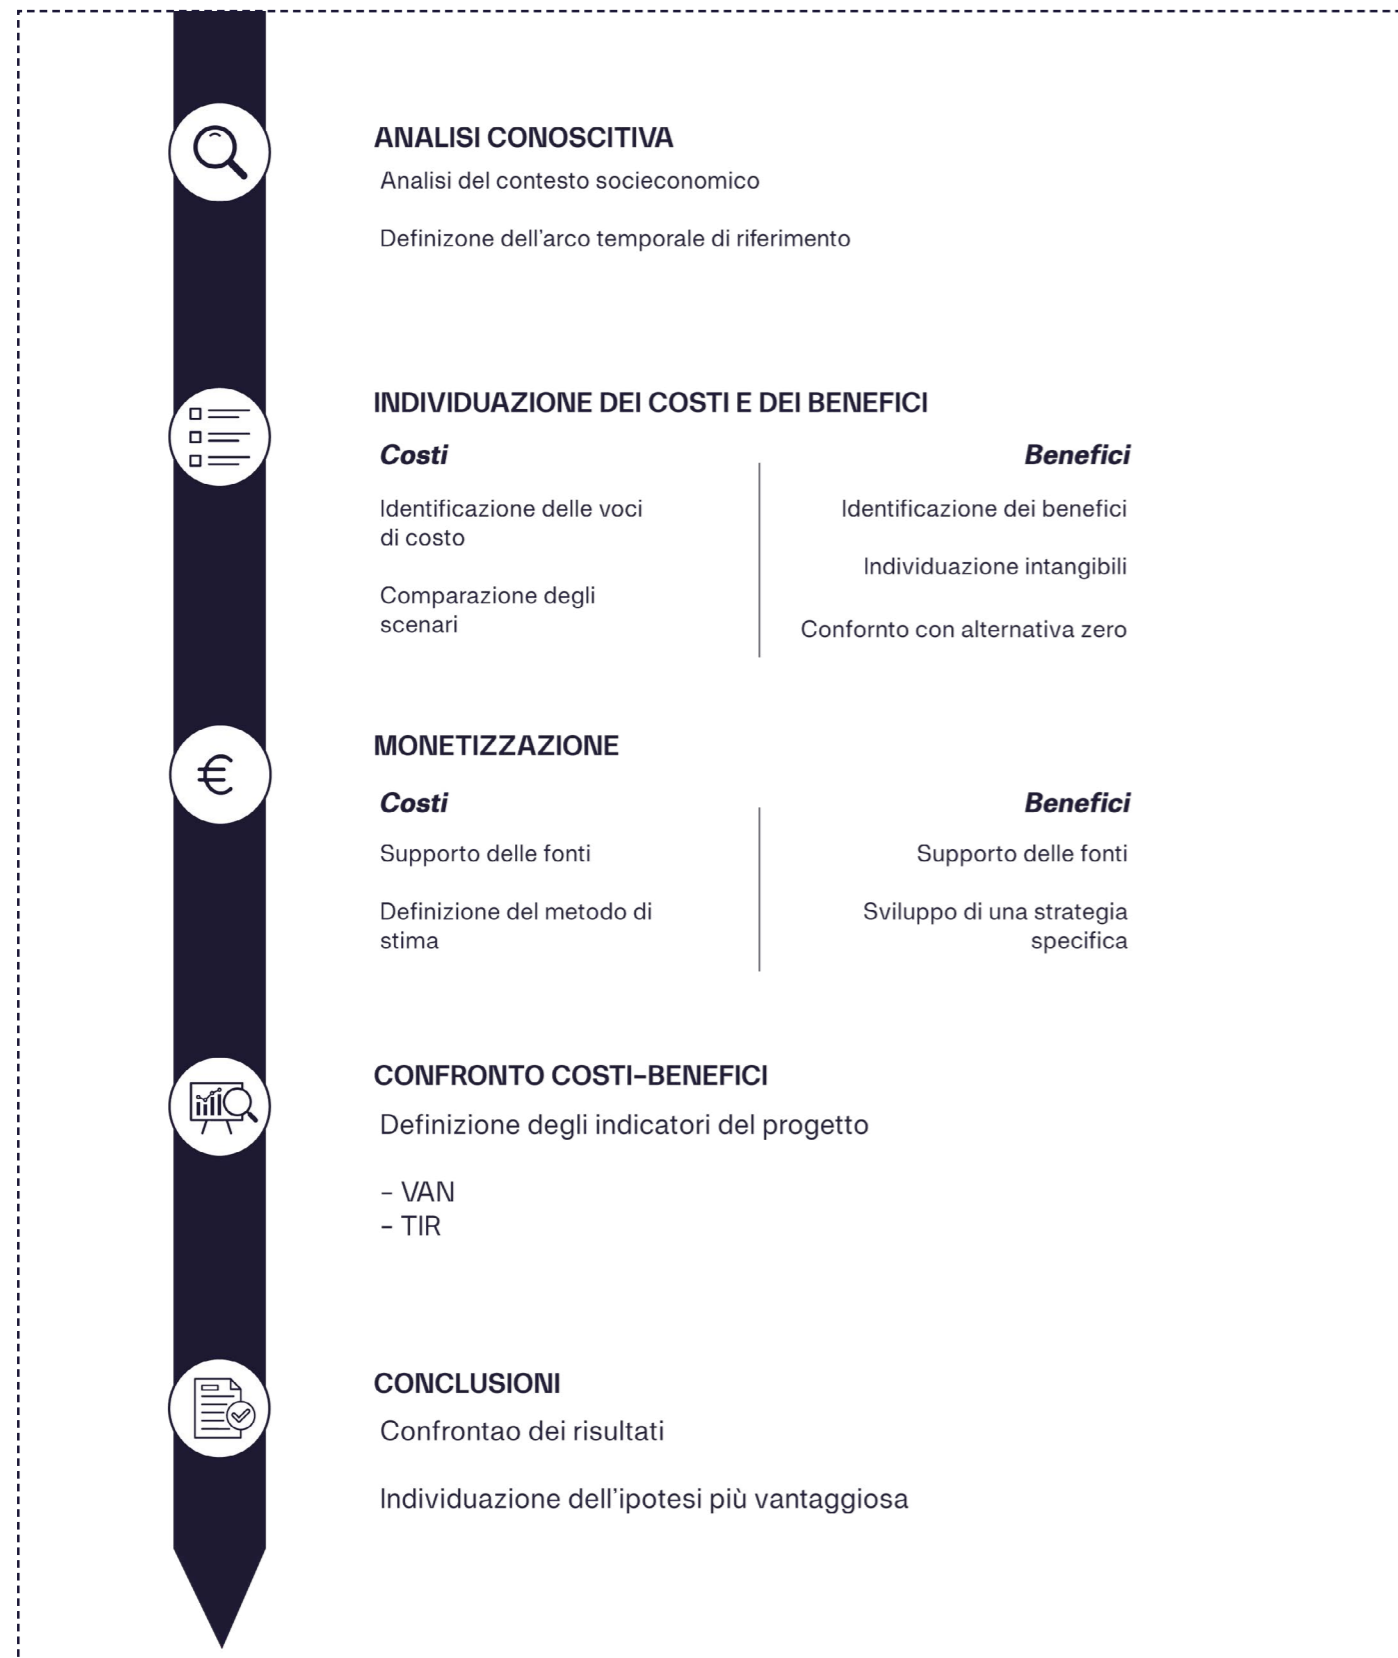 ANALISI CONOSCITIVA
Analisi del contesto socieconomico
Definizone dell'arco temporale di riferimento
INDIVIDUAZIONE DEI COSTI E DEI BENEFICI
Costi
Identificazione delle voci
di costo
Comparazione degli
scenari
Benefici
Identificazione dei benefici
Individuazione intangibili
Confornto con alternativa zero
€
MONETIZZAZIONE
Costi
Supporto delle fonti
Definizione del metodo di
stima
Benefici
Supporto delle fonti
Sviluppo di una strategia
specifica
CONFRONTO COSTI-BENEFICI
Definizione degli indicatori del progetto
- VAN
- TIR
CONCLUSIONI
Confrontao dei risultati
Individuazione dell'ipotesi più vantaggiosa